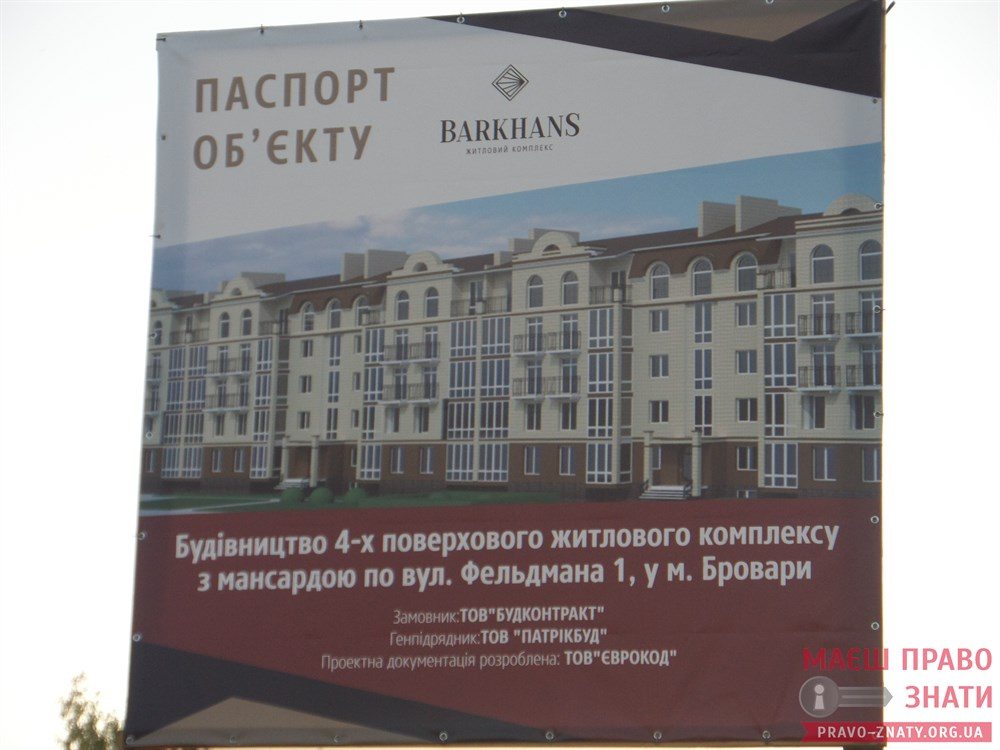 ПАСПОРТ
ОБ'ЄКТУ
BARKHANS
ЖИТЛОВИЙ КОМПЛЕКС
Будівництво 4-х поверхового житлового комплексу
з мансардою по вул. Фельдмана 1, у м. Бровари
Замовник:ТОВ"БУДКОНТРАКТ"
Генпідрядник:ТОВ "ПАТРІКБУД"
Проектна документація розроблена: ТОВ"ЄВРОКОД"
МАЄШ ПРАВО
ЗНАТИ
PRAVO-ZNATY.ORG.UA